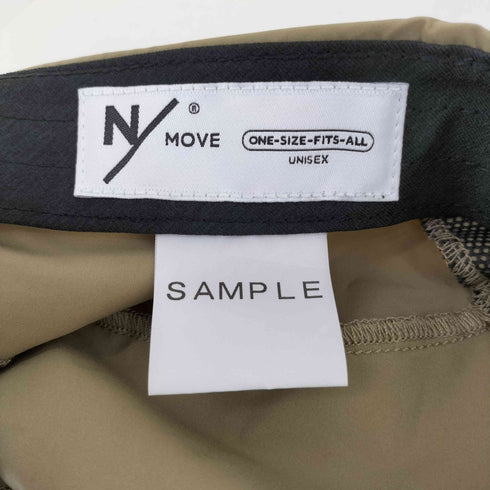 N/® MOVE
ONE-SIZE-FITS-ALL
UNISEX
SAMPLE